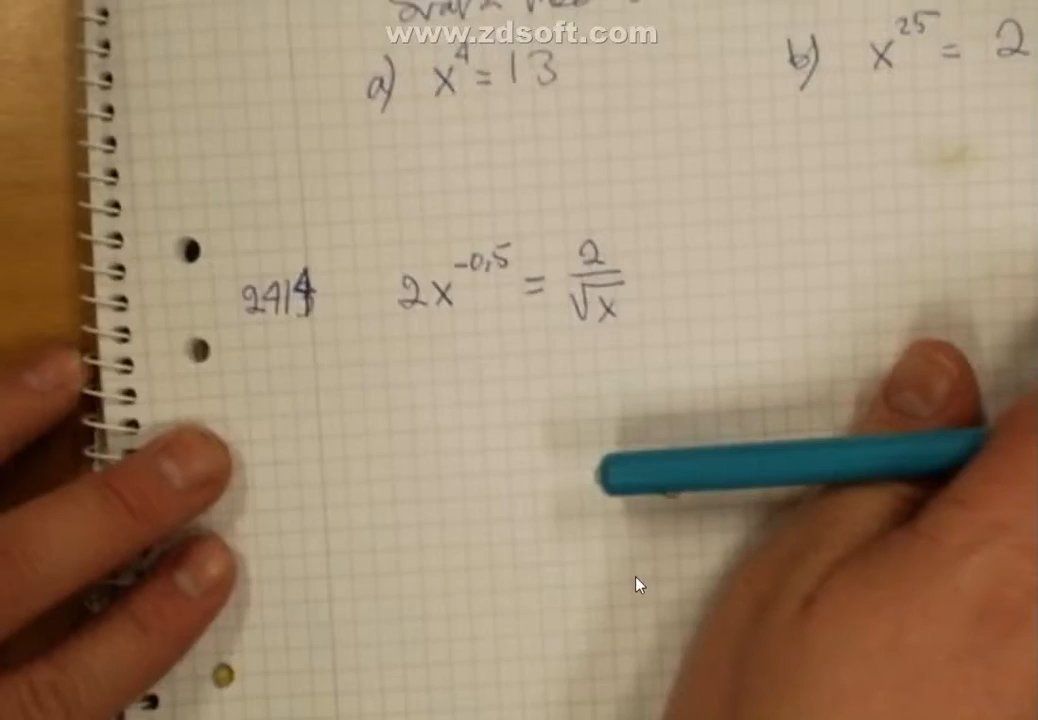 www.zdsoft.com
a) x⁴ = 13 b) x²⁵ = 2
2414 2x^-0,5 = 2/√x